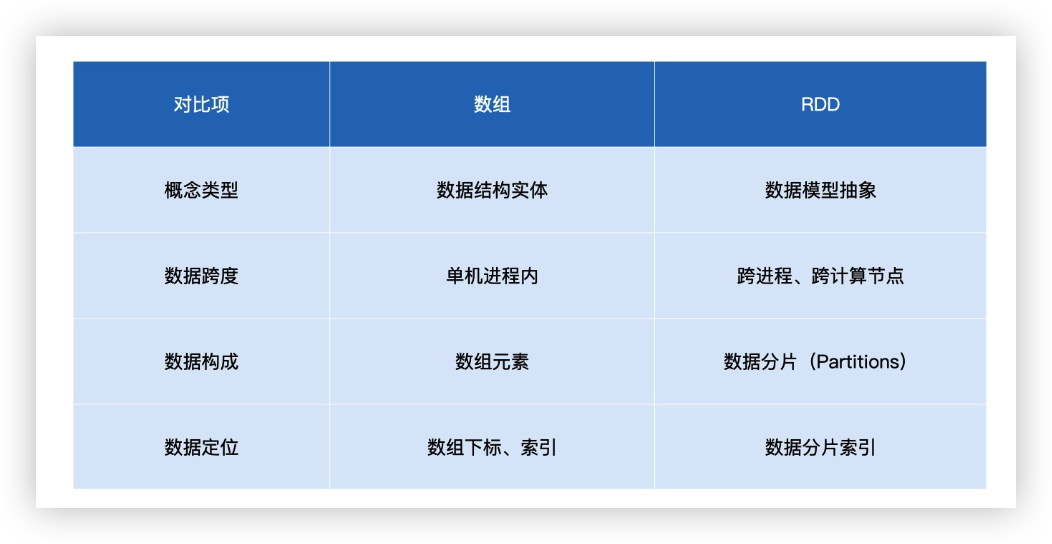 对比项 数组 RDD
概念类型 数据结构实体 数据模型抽象
数据跨度 单机进程内 跨进程、跨计算节点
数据构成 数组元素 数据分片（Partitions）
数据定位 数组下标、索引 数据分片索引